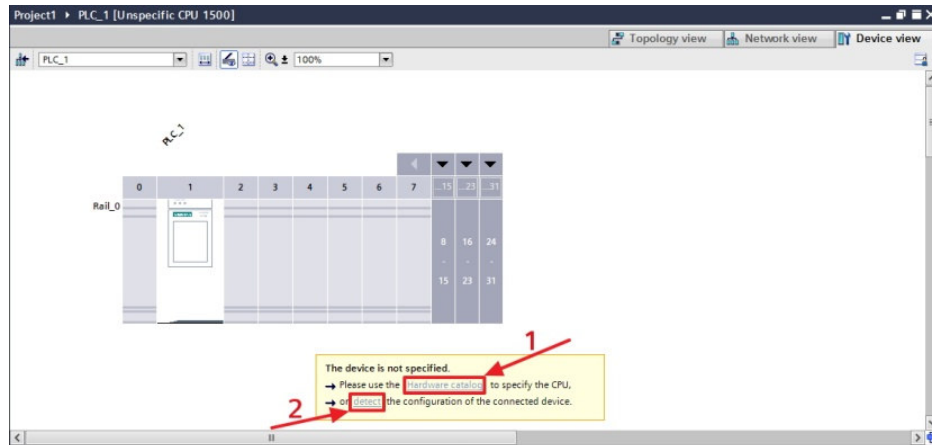 Project1 ▸ PLC_1 [Unspecific CPU 1500]
Topology view Network view Device view
PLC_1 100%
PLC_1
0 1 2 3 4 5 6 7 ...15 ...23 ...31
Rail_0
SIEMENS
8 16 24
- - -
15 23 31
1
The device is not specified.
→ Please use the Hardware catalog to specify the CPU,
→ or detect the configuration of the connected device.
2